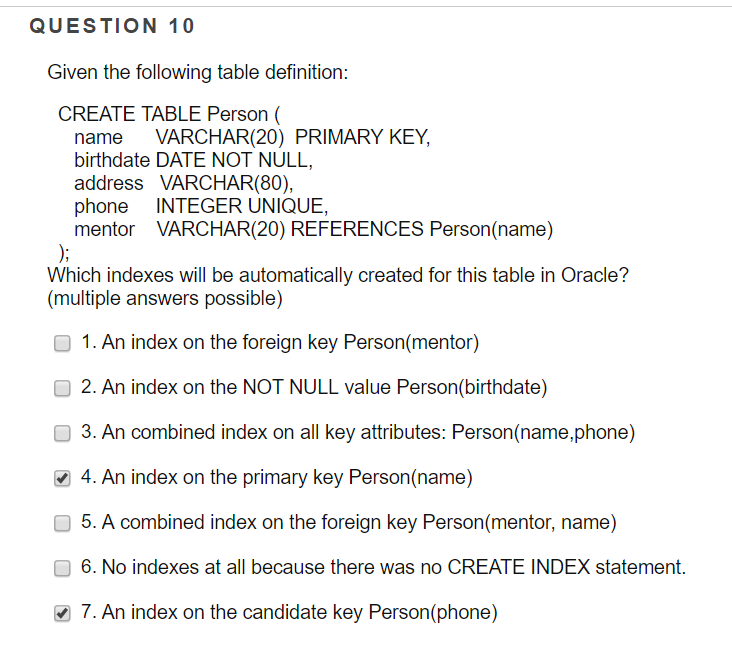 QUESTION 10
Given the following table definition:
CREATE TABLE Person (
name VARCHAR(20) PRIMARY KEY,
birthdate DATE NOT NULL,
address VARCHAR(80),
phone INTEGER UNIQUE,
mentor VARCHAR(20) REFERENCES Person(name)
);
Which indexes will be automatically created for this table in Oracle?
(multiple answers possible)
1. An index on the foreign key Person(mentor)
2. An index on the NOT NULL value Person(birthdate)
3. An combined index on all key attributes: Person(name,phone)
4. An index on the primary key Person(name)
5. A combined index on the foreign key Person(mentor, name)
6. No indexes at all because there was no CREATE INDEX statement.
7. An index on the candidate key Person(phone)